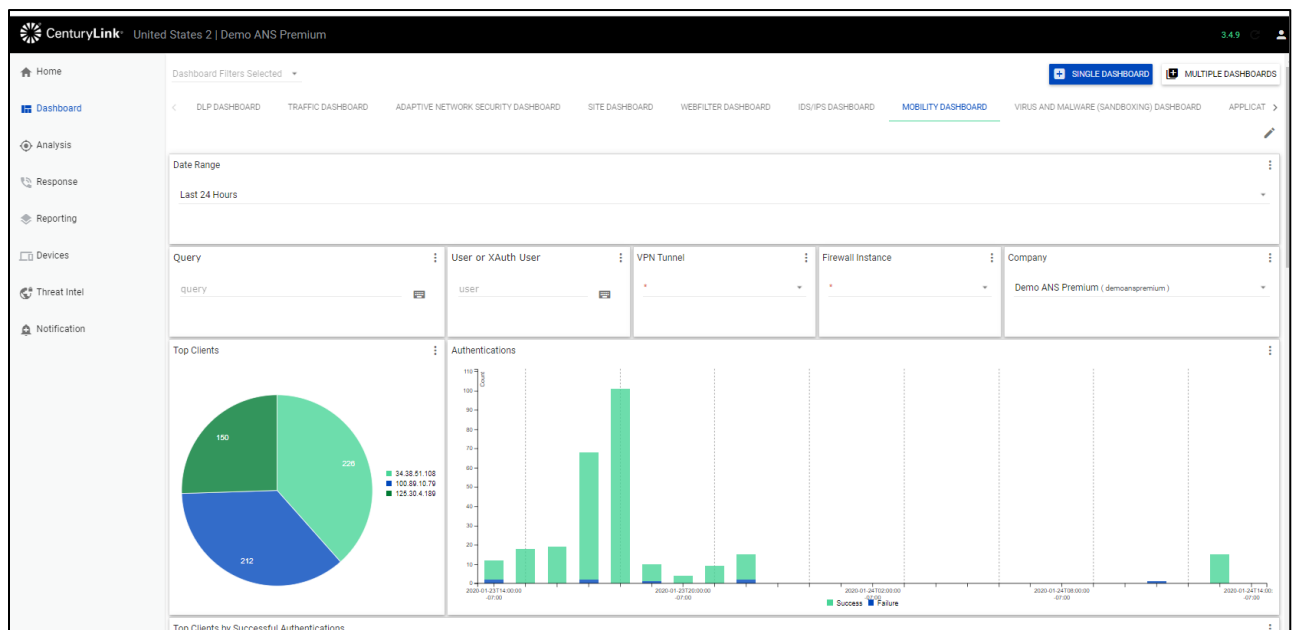 CenturyLink® United States 2 | Demo ANS Premium
3.4.9
Home
Dashboard
Analysis
Response
Reporting
Devices
Threat Intel
Notification
Dashboard Filters Selected
SINGLE DASHBOARD
MULTIPLE DASHBOARDS
DLP DASHBOARD TRAFFIC DASHBOARD ADAPTIVE NETWORK SECURITY DASHBOARD SITE DASHBOARD WEBFILTER DASHBOARD IDS/IPS DASHBOARD MOBILITY DASHBOARD VIRUS AND MALWARE (SANDBOXING) DASHBOARD APPLICAT
Date Range
Last 24 Hours
Query
query
User or XAuth User
user
VPN Tunnel
*
Firewall Instance
*
Company
Demo ANS Premium ( demoanspremium )
Top Clients
150
226
212
34.38.51.108
100.89.10.79
125.30.4.189
Authentications
Count
110
100
90
80
70
60
50
40
30
20
10
0
2020-01-23T14:00:00
-07:00
2020-01-23T20:00:00
-07:00
2020-01-24T02:00:00
-07:00
2020-01-24T08:00:00
-07:00
2020-01-24T14:00:
-07:00
Success Failure
Top Clients by Successful Authentications